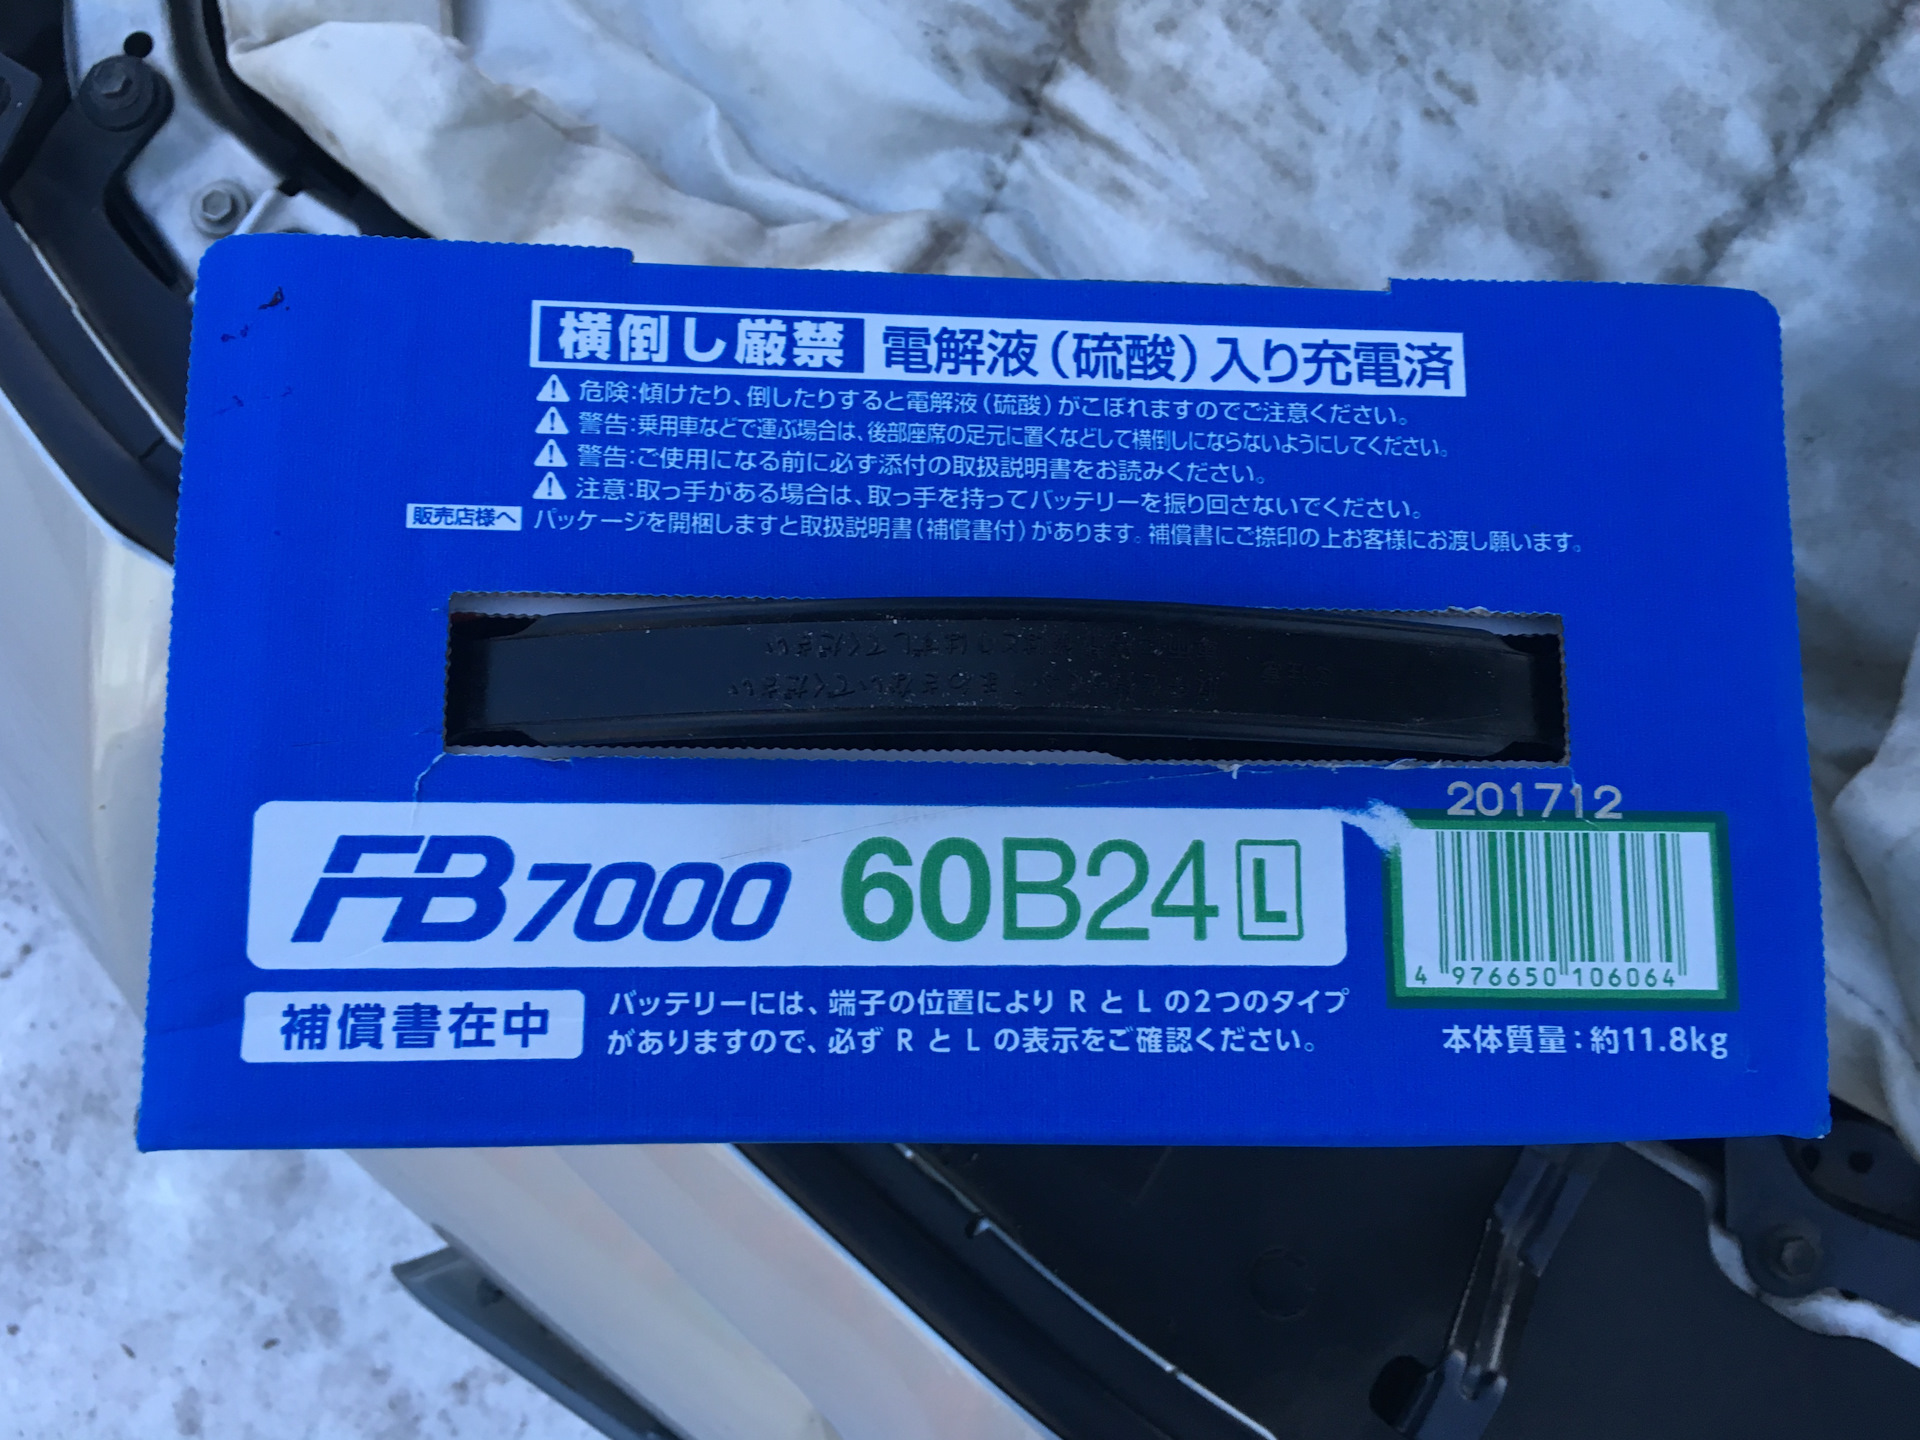 横倒し厳禁 電解液（硫酸）入り充電済
⚠ 危険：傾けたり、倒したりすると電解液（硫酸）がこぼれますのでご注意ください。
⚠ 警告：乗用車などで運ぶ場合は、後部座席の足元に置くなどして横倒しにならないようにしてください。
⚠ 警告：ご使用になる前に必ず添付の取扱説明書をお読みください。
⚠ 注意：取っ手がある場合は、取っ手を持ってバッテリーを振り回さないでください。
販売店様へ パッケージを開梱しますと取扱説明書（補償書付）があります。補償書にご捺印の上お客様にお渡し願います。
201712
FB 7000 60B24 L
4 976650 106064
補償書在中
バッテリーには、端子の位置により R と L の2つのタイプ
がありますので、必ず R と L の表示をご確認ください。
本体質量：約11.8kg